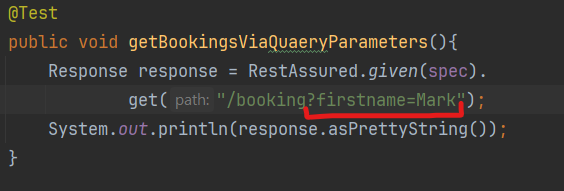 @Test
public void getBookingsViaQuaeryParameters(){
Response response = RestAssured.given(spec).
get( path: "/booking?firstname=Mark");
System.out.println(response.asPrettyString());
}